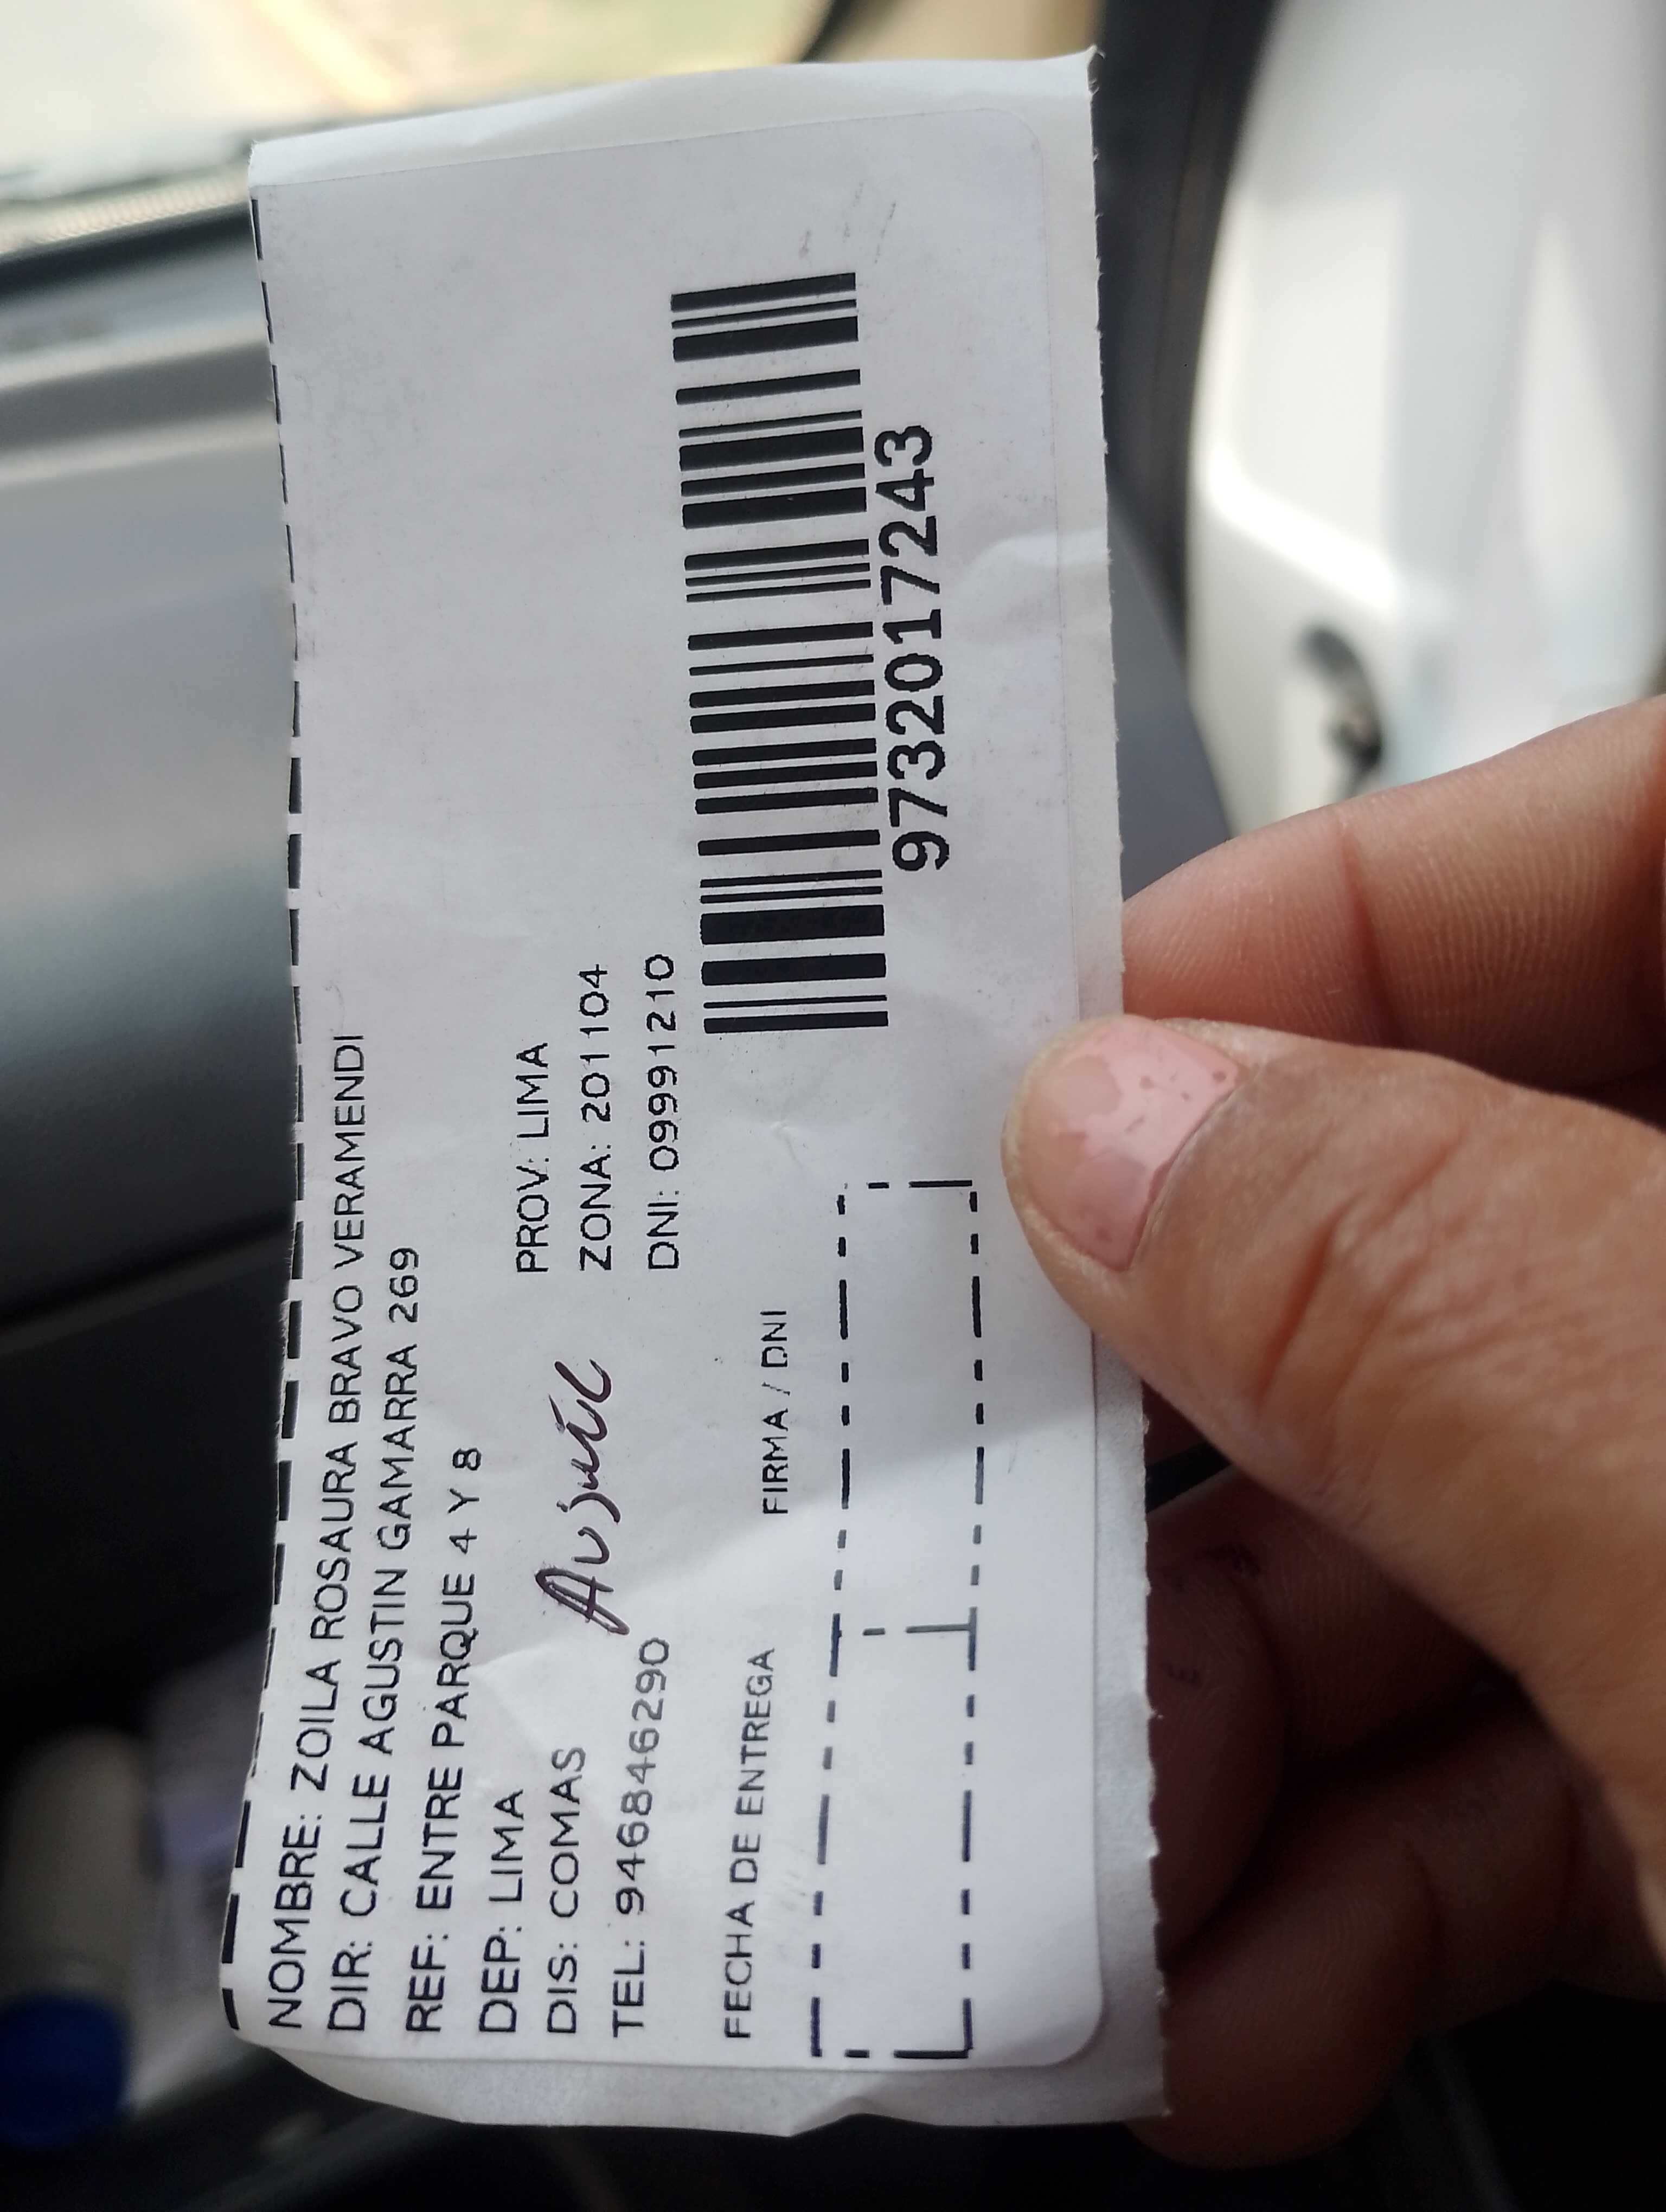 NOMBRE: ZOILA ROSAURA BRAVO VERAMENDI
DIR: CALLE AGUSTIN GAMARRA 269
REF: ENTRE PARQUE 4 Y 8
DEP: LIMA PROV: LIMA
DIS: COMAS ZONA: 201104
TEL: 946846290 DNI: 09991210
FECHA DE ENTREGA FIRMA / DNI
9732017243